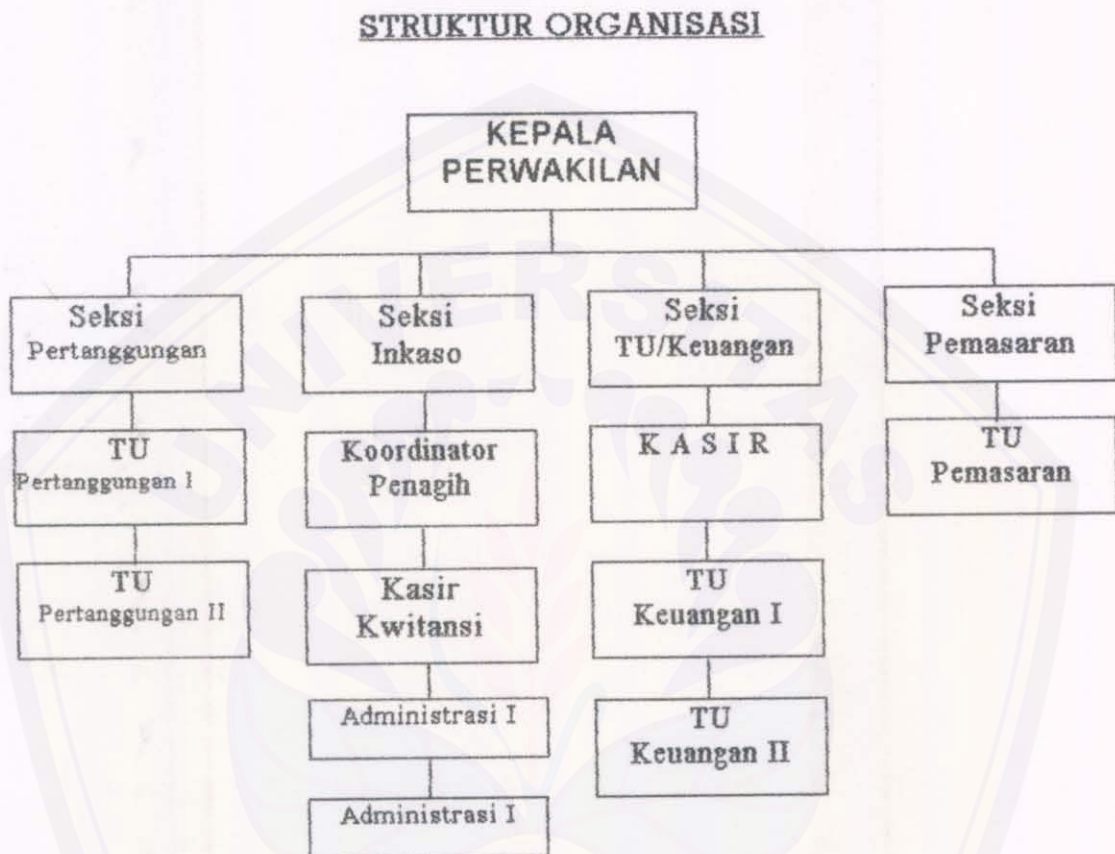 STRUKTUR ORGANISASI
KEPALA
PERWAKILAN
Seksi
Pertanggungan
Seksi
Inkaso
Seksi
TU/Keuangan
Seksi
Pemasaran
TU
Pertanggungan I
Koordinator
Penagih
K A S I R
TU
Pemasaran
TU
Pertanggungan II
Kasir
Kwitansi
TU
Keuangan I
Administrasi I
TU
Keuangan II
Administrasi I
UNIVERSITAS